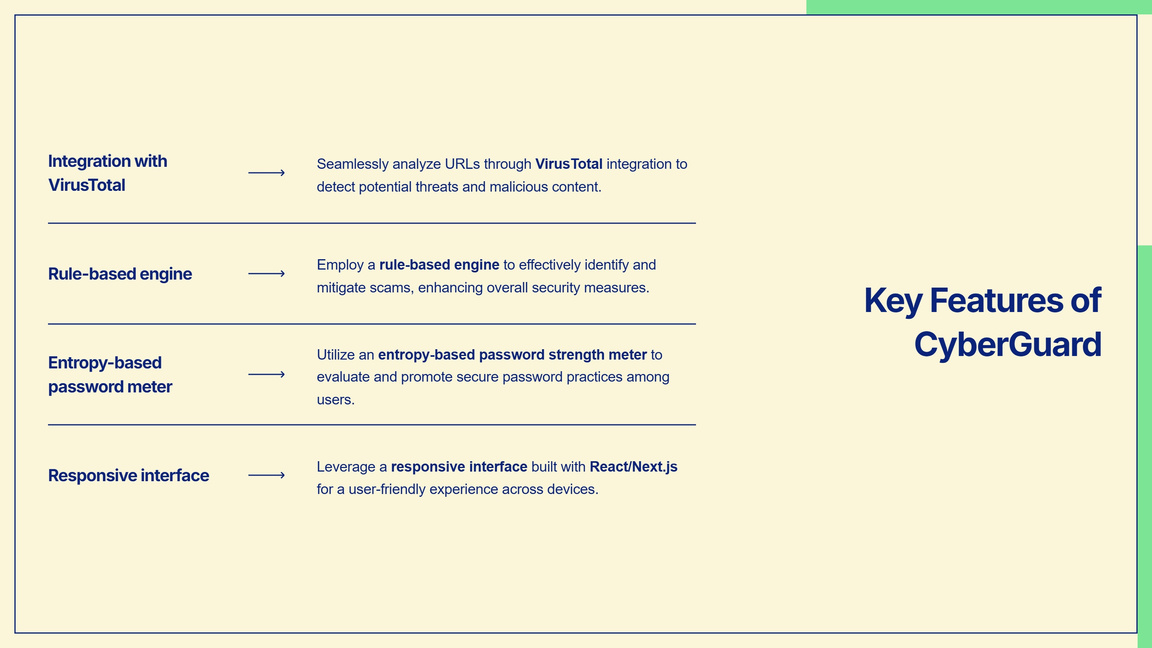 Integration with
VirusTotal
Seamlessly analyze URLs through VirusTotal integration to
detect potential threats and malicious content.
Rule-based engine
Employ a rule-based engine to effectively identify and
mitigate scams, enhancing overall security measures.
Entropy-based
password meter
Utilize an entropy-based password strength meter to
evaluate and promote secure password practices among
users.
Responsive interface
Leverage a responsive interface built with React/Next.js
for a user-friendly experience across devices.
Key Features of
CyberGuard